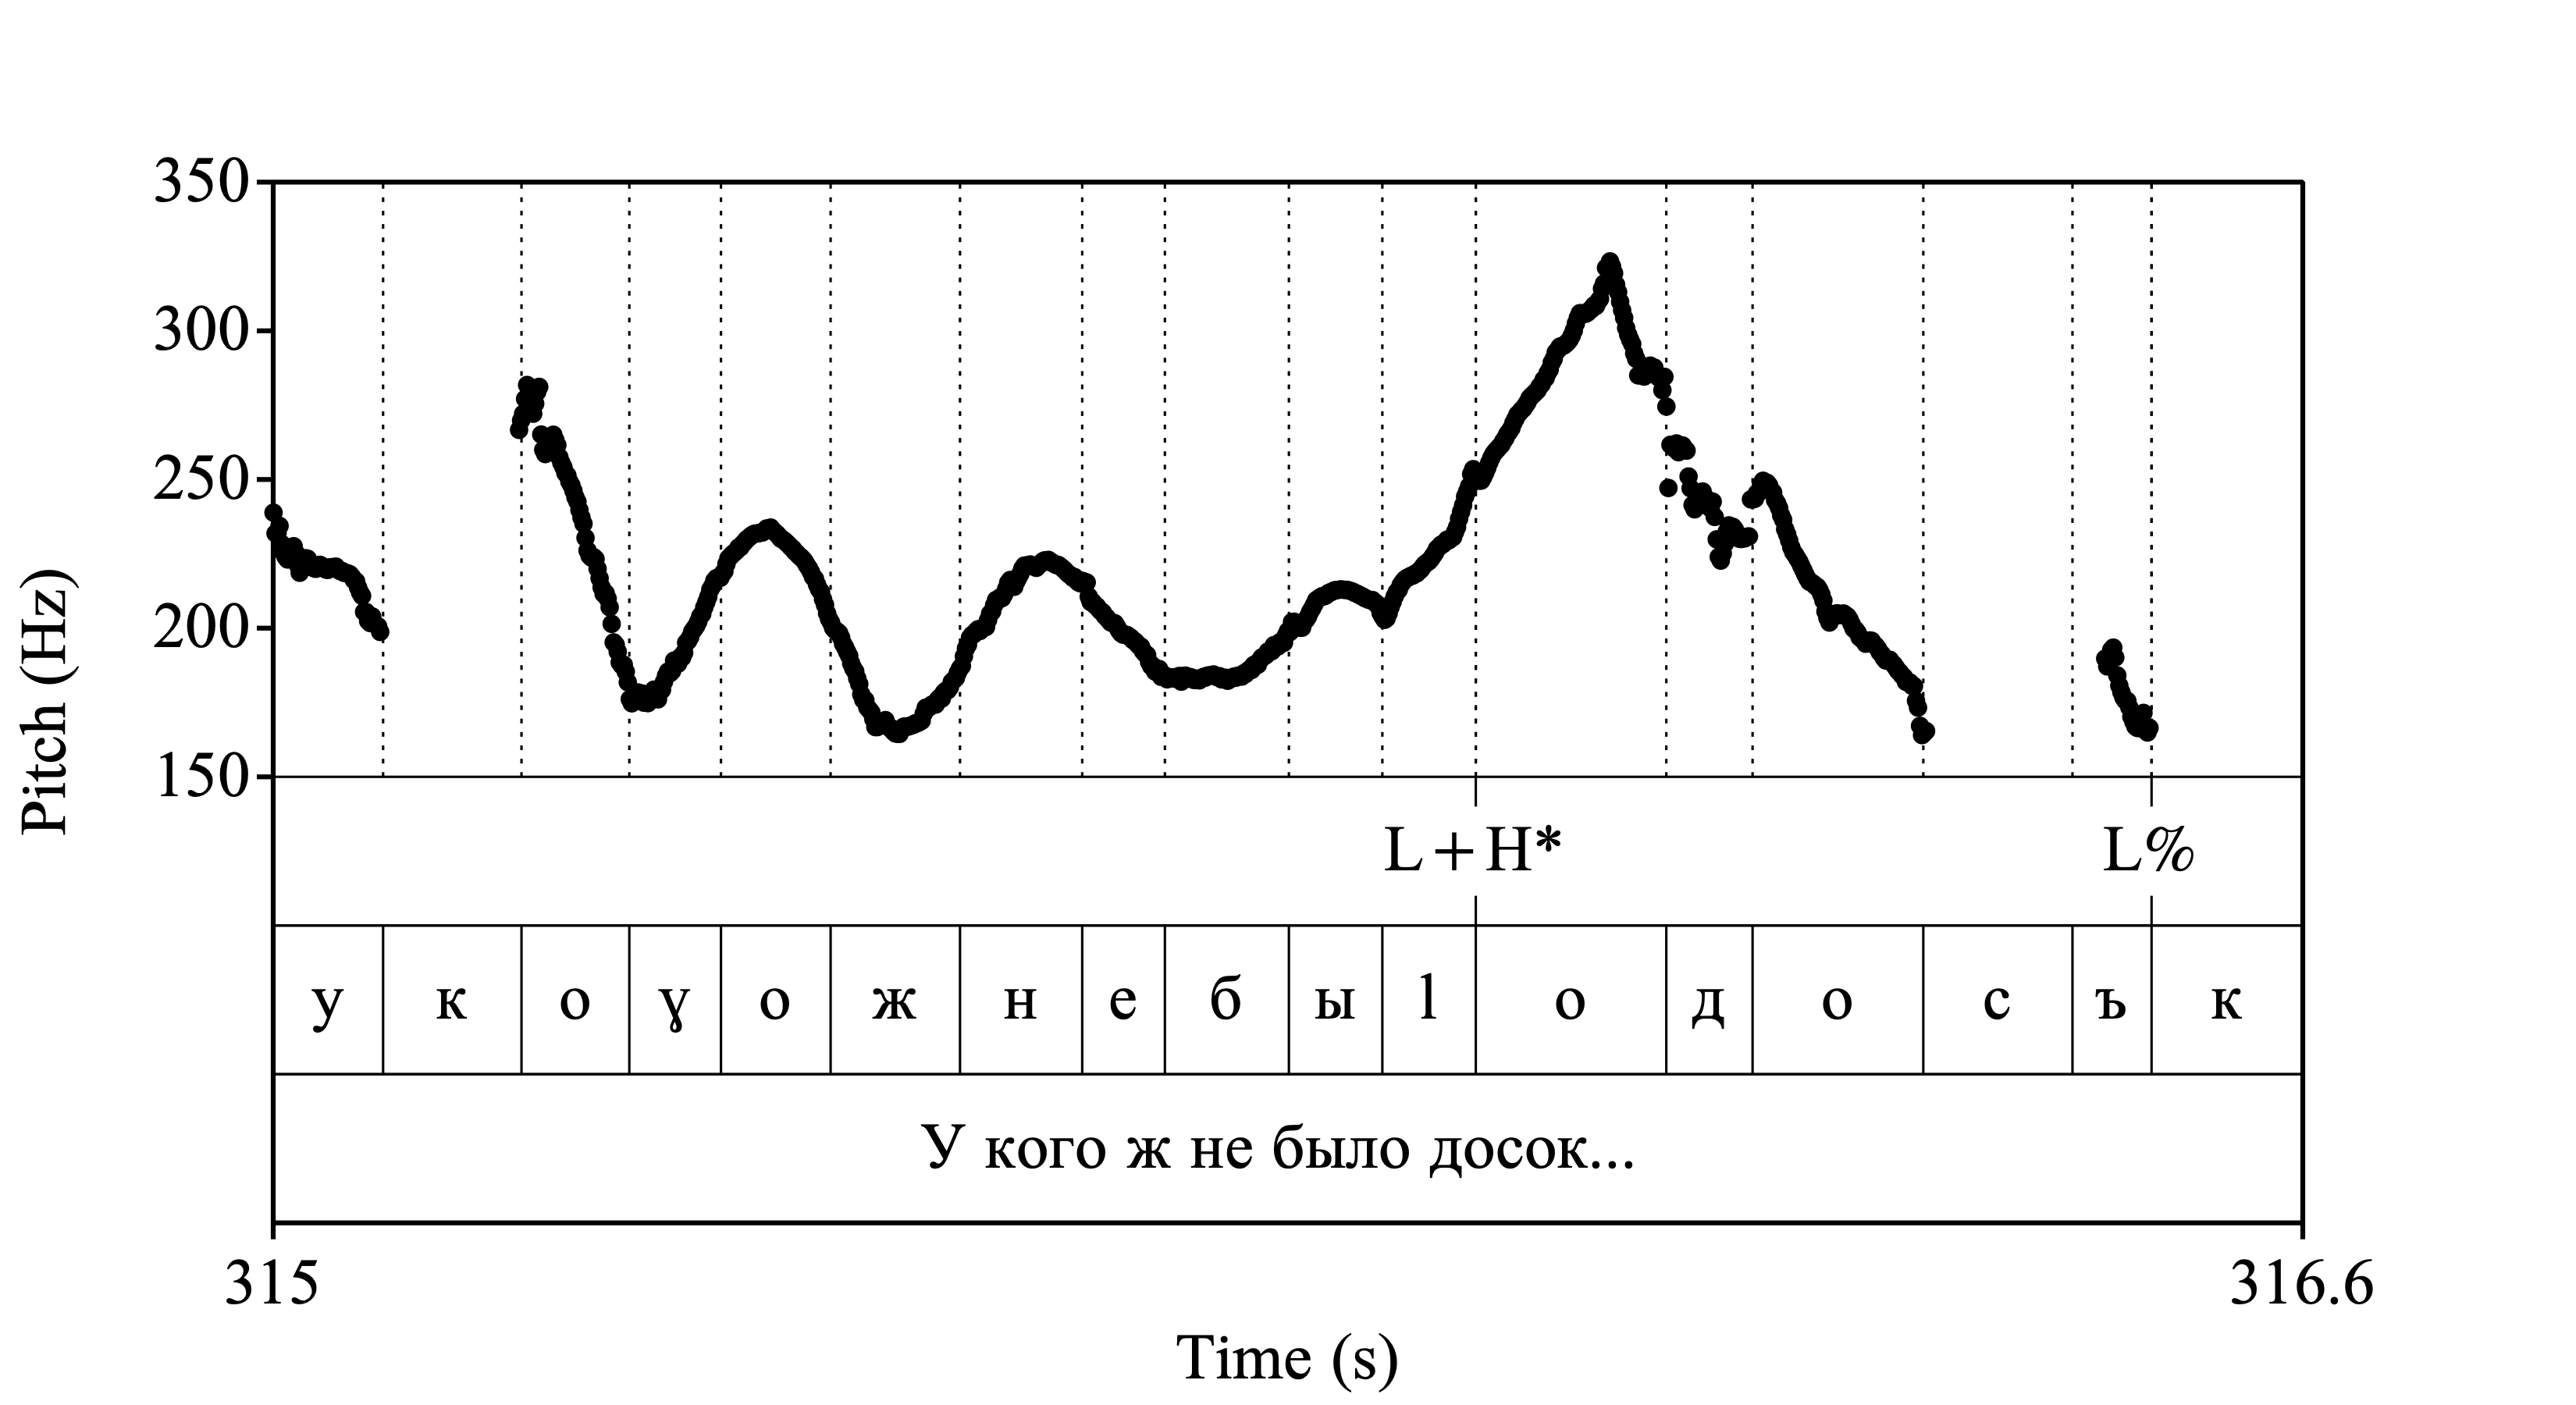 350
300
250
200
150
Pitch (Hz)
L+H* L%
у к о ɣ о ж н е б ы l о д о с ъ к
У кого ж не было досок...
315 316.6
Time (s)